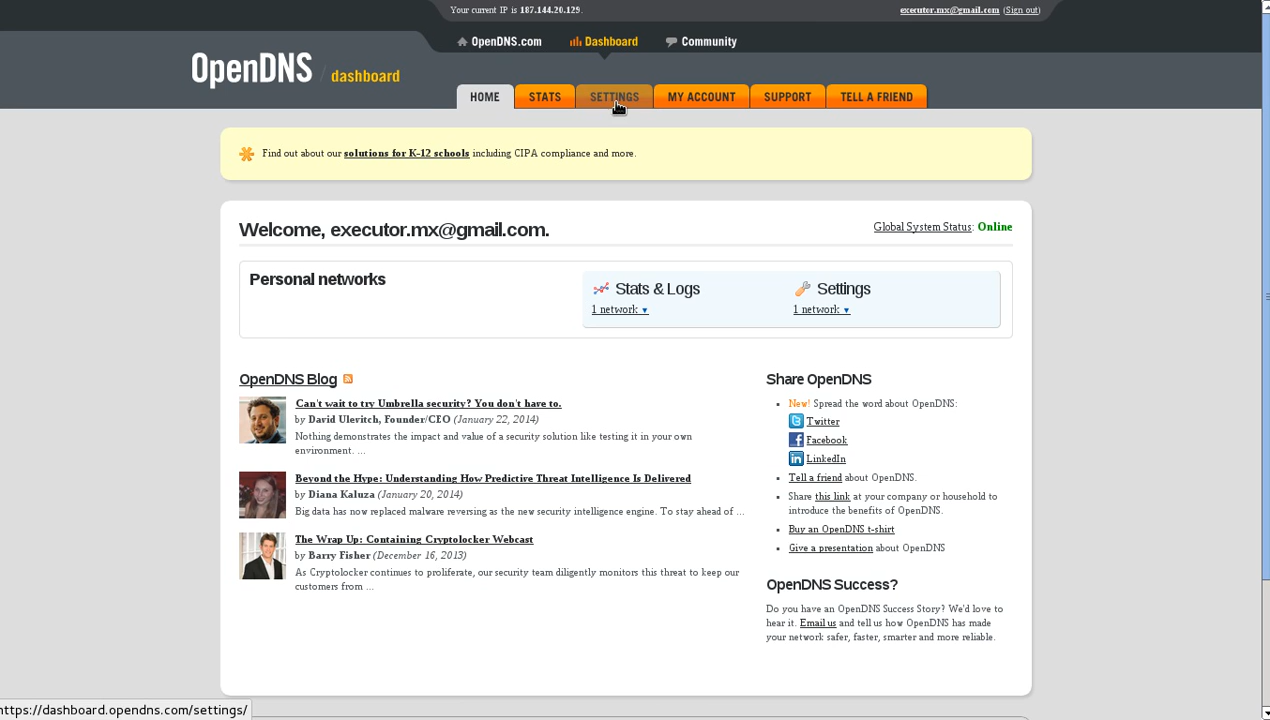 Your current IP is 187.144.20.129.
executor.mx@gmail.com (Sign out)
OpenDNS.com
Dashboard
Community
OpenDNS / dashboard
HOME
STATS
SETTINGS
MY ACCOUNT
SUPPORT
TELL A FRIEND
Find out about our solutions for K-12 schools including CIPA compliance and more.
Welcome, executor.mx@gmail.com.
Global System Status: Online
Personal networks
Stats & Logs
1 network ▼
Settings
1 network ▼
OpenDNS Blog
Can't wait to try Umbrella security? You don't have to.
by David Ulevitch, Founder/CEO (January 22, 2014)
Nothing demonstrates the impact and value of a security solution like testing it in your own
environment. ...
Beyond the Hype: Understanding How Predictive Threat Intelligence Is Delivered
by Diana Kaluza (January 20, 2014)
Big data has now replaced malware reversing as the new security intelligence engine. To stay ahead of ...
The Wrap Up: Containing Cryptolocker Webcast
by Barry Fisher (December 16, 2013)
As Cryptolocker continues to proliferate, our security team diligently monitors this threat to keep our
customers from ...
Share OpenDNS
New! Spread the word about OpenDNS:
Twitter
Facebook
LinkedIn
Tell a friend about OpenDNS.
Share this link at your company or household to
introduce the benefits of OpenDNS.
Buy an OpenDNS t-shirt
Give a presentation about OpenDNS
OpenDNS Success?
Do you have an OpenDNS Success Story? We'd love to
hear it. Email us and tell us how OpenDNS has made
your network safer, faster, smarter and more reliable.
https://dashboard.opendns.com/settings/